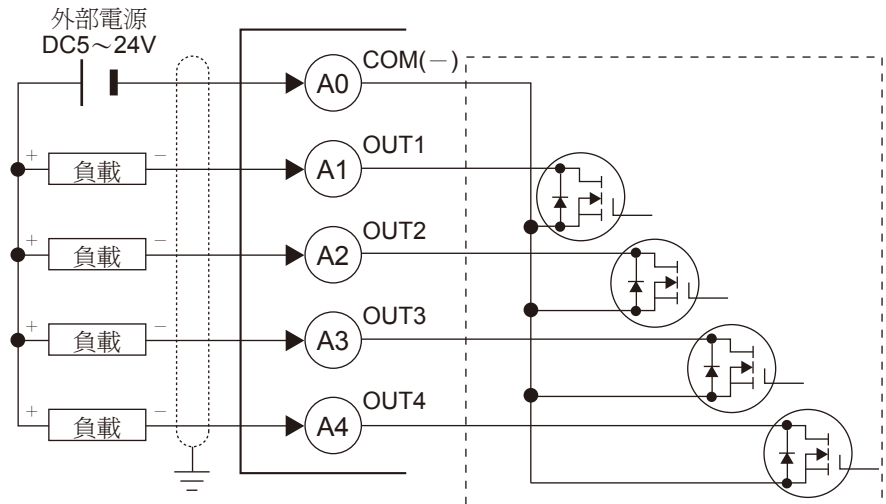 外部電源
DC5～24V
A0 COM(－)
+ 負載 － A1 OUT1
+ 負載 － A2 OUT2
+ 負載 － A3 OUT3
+ 負載 － A4 OUT4